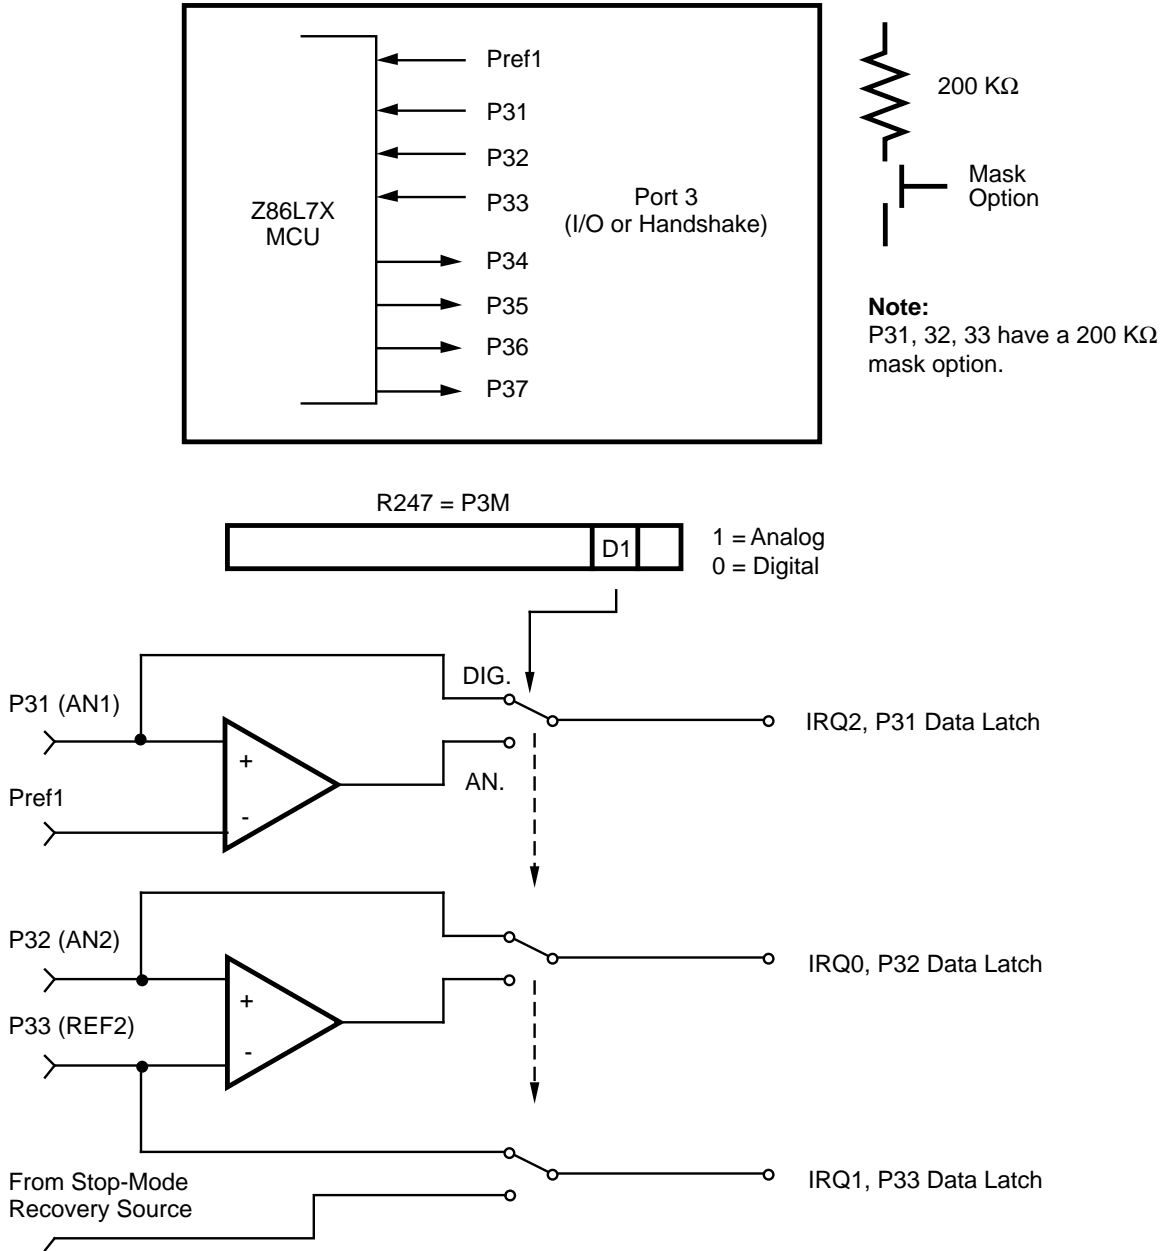 Pref1
P31
P32
P33
P34
P35
P36
P37
Z86L7X
MCU
Port 3
(I/O or Handshake)
200 KΩ
Mask
Option
Note:
P31, 32, 33 have a 200 KΩ
mask option.
R247 = P3M
D1
1 = Analog
0 = Digital
DIG.
P31 (AN1)
+
-
AN.
Pref1
IRQ2, P31 Data Latch
P32 (AN2)
+
-
P33 (REF2)
IRQ0, P32 Data Latch
From Stop-Mode
Recovery Source
IRQ1, P33 Data Latch